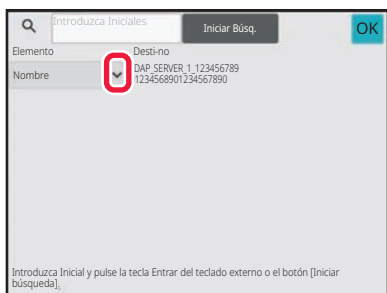 Introduzca Iniciales
Iniciar Búsq.
OK
Elemento
Desti-no
Nombre
DAP_SERVER_1_123456789
1234568901234567890
Introduzca Inicial y pulse la tecla Entrar del teclado externo o el botón [Iniciar
búsqueda].